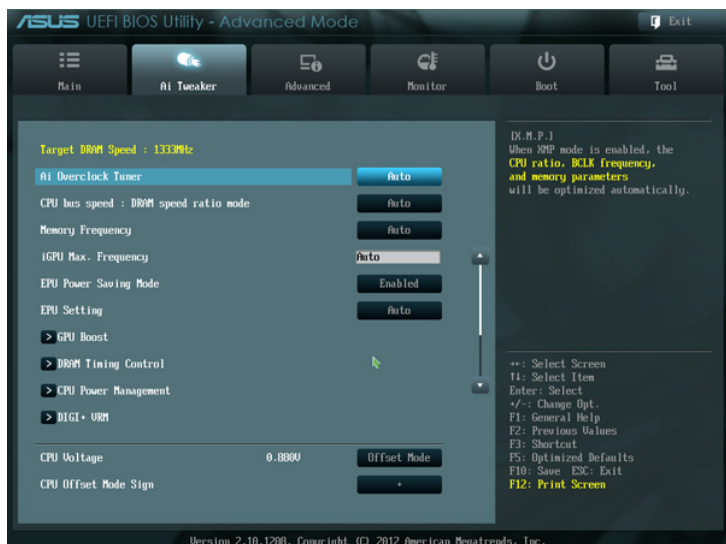 ASUS UEFI BIOS Utility - Advanced Mode
Exit
Main
Ai Tweaker
Advanced
Monitor
Boot
Tool
Target DRAM Speed : 1333MHz
Ai Overclock Tuner Auto
CPU bus speed : DRAM speed ratio mode Auto
Memory Frequency Auto
iGPU Max. Frequency Auto
EPU Power Saving Mode Enabled
EPU Setting Auto
> GPU Boost
> DRAM Timing Control
> CPU Power Management
> DIGI+ VRM
CPU Voltage 0.880V Offset Mode
CPU Offset Mode Sign +
[X.M.P.]
When XMP mode is enabled, the
CPU ratio, BCLK frequency,
and memory parameters
will be optimized automatically.
→←: Select Screen
↑↓: Select Item
Enter: Select
+/-: Change Opt.
F1: General Help
F2: Previous Values
F3: Shortcut
F5: Optimized Defaults
F10: Save ESC: Exit
F12: Print Screen
Version 2.10.1208. Copyright (C) 2012 American Megatrends, Inc.